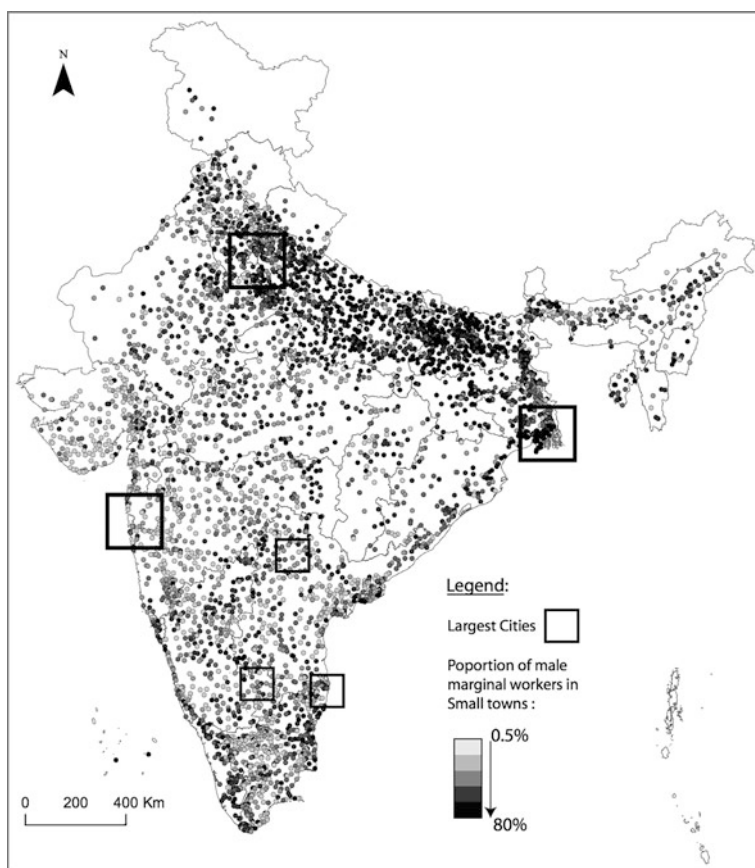 N
Legend:
Largest Cities
Poportion of male
marginal workers in
Small towns :
0.5%
80%
0 200 400 Km